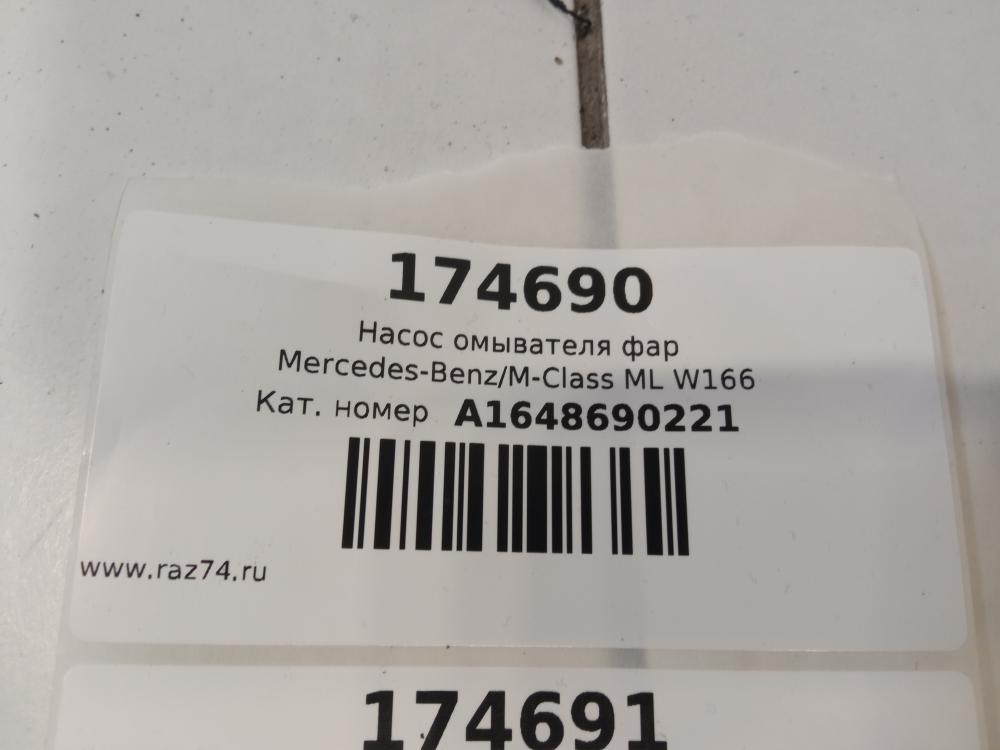 174690
Насос омывателя фар
Mercedes-Benz/M-Class ML W166
Кат. номер A1648690221
www.raz74.ru
174691